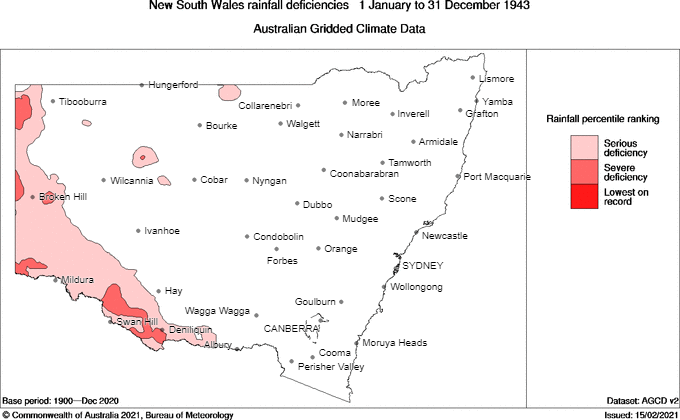 New South Wales rainfall deficiencies 1 January to 31 December 1943
Australian Gridded Climate Data
Lismore
Hungerford
Tibooburra
Collarenebri
Moree
Yamba
Inverell
Grafton
Bourke
Walgett
Narrabri
Armidale
Tamworth
Coonabarabran
Port Macquarie
Wilcannia
Cobar
Nyngan
Broken Hill
Scone
Dubbo
Mudgee
Ivanhoe
Condobolin
Newcastle
Orange
Forbes
SYDNEY
Mildura
Wollongong
Hay
Goulburn
Wagga Wagga
Swan Hill
Deniliquin
CANBERRA
Moruya Heads
Albury
Cooma
Perisher Valley
Rainfall percentile ranking
Serious
deficiency
Severe
deficiency
Lowest on
record
Base period: 1900—Dec 2020
Dataset: AGCD v2
© Commonwealth of Australia 2021, Bureau of Meteorology
Issued: 15/02/2021